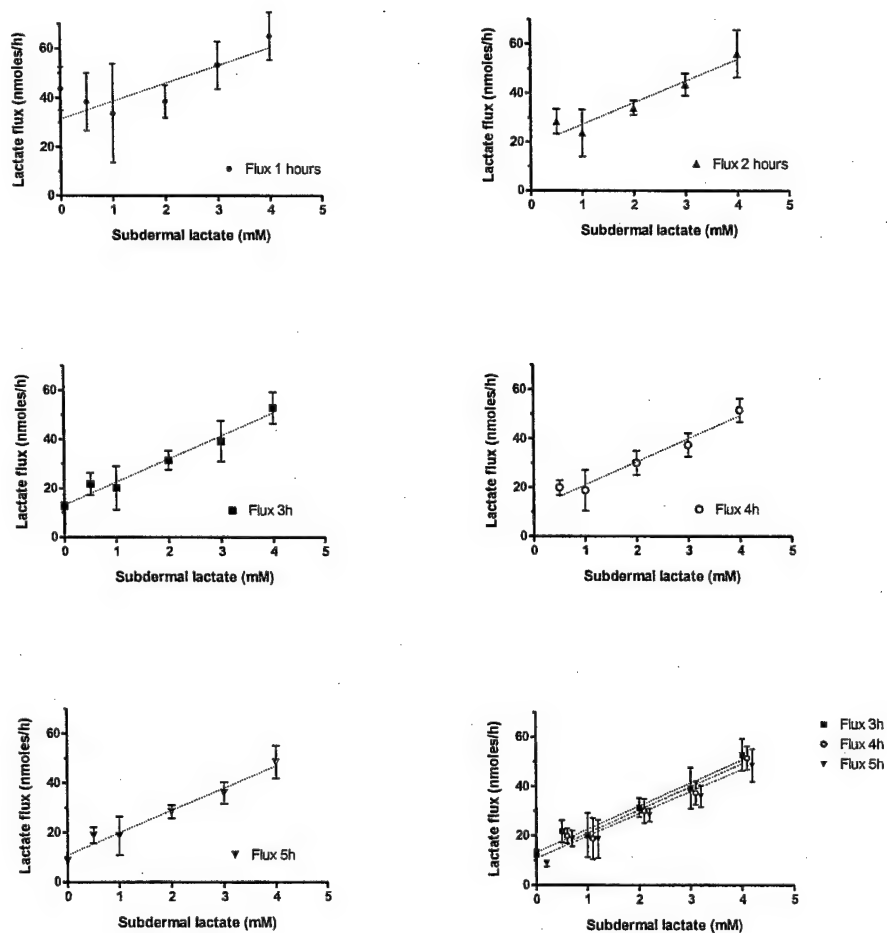 Lactate flux (nmoles/h)
60
40
20
0
0 1 2 3 4 5
Subdermal lactate (mM)
Flux 1 hours
Lactate flux (nmoles/h)
60
40
20
0
0 1 2 3 4 5
Subdermal lactate (mM)
Flux 2 hours
Lactate flux (nmoles/h)
60
40
20
0
0 1 2 3 4 5
Subdermal lactate (mM)
Flux 3h
Lactate flux (nmoles/h)
60
40
20
0
0 1 2 3 4 5
Subdermal lactate (mM)
Flux 4h
Lactate flux (nmoles/h)
60
40
20
0
0 1 2 3 4 5
Subdermal lactate (mM)
Flux 5h
Lactate flux (nmoles/h)
60
40
20
0
0 1 2 3 4 5
Subdermal lactate (mM)
Flux 3h
Flux 4h
Flux 5h